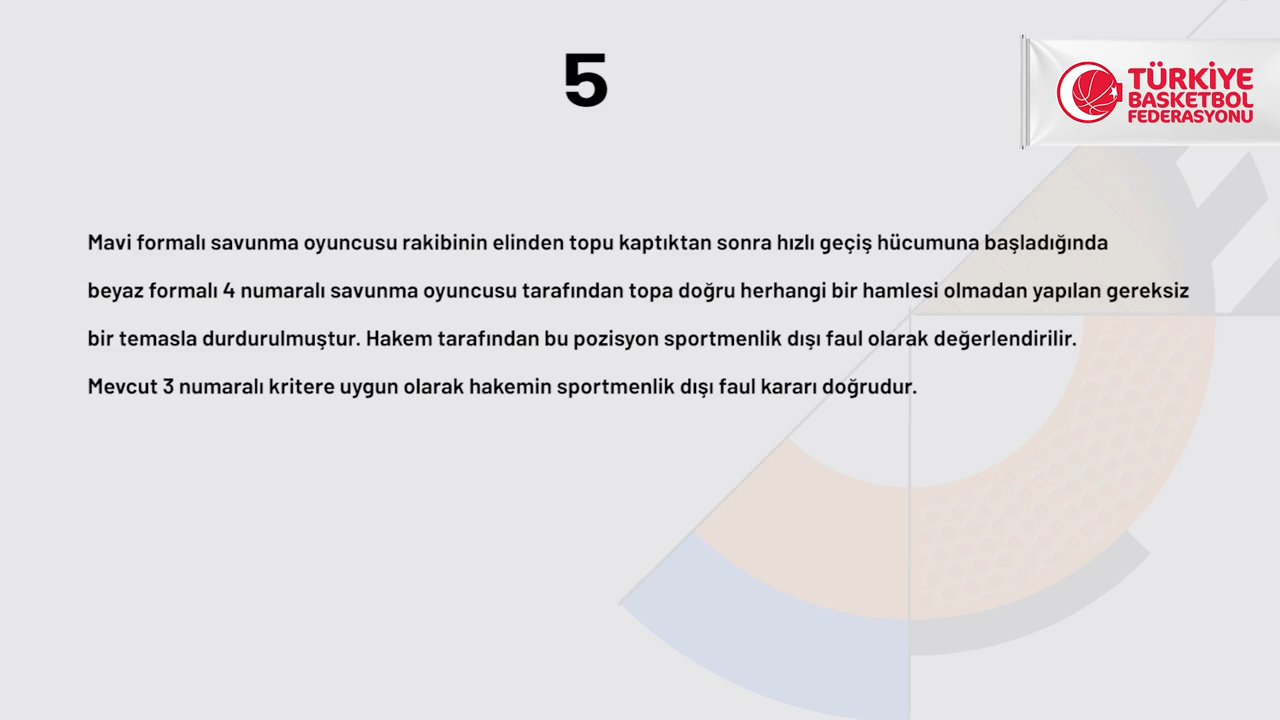 5
TÜRKİYE
BASKETBOL
FEDERASYONU
Mavi formalı savunma oyuncusu rakibinin elinden topu kaptıktan sonra hızlı geçiş hücumuna başladığında
beyaz formalı 4 numaralı savunma oyuncusu tarafından topa doğru herhangi bir hamlesi olmadan yapılan gereksiz
bir temasla durdurulmuştur. Hakem tarafından bu pozisyon sportmenlik dışı faul olarak değerlendirilir.
Mevcut 3 numaralı kritere uygun olarak hakemin sportmenlik dışı faul kararı doğrudur.